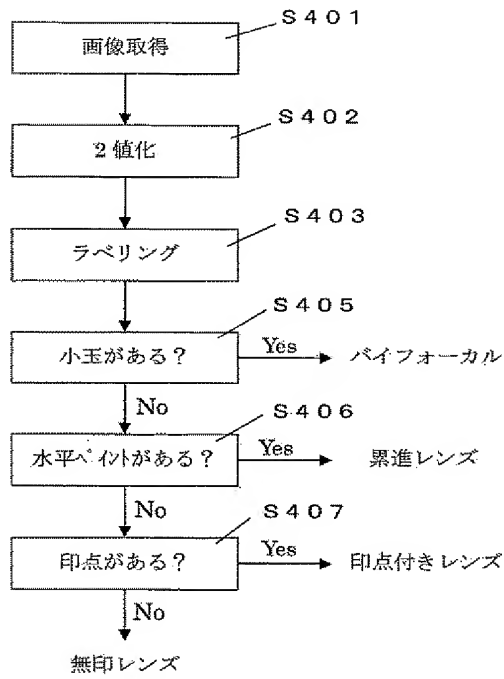 S401
画像取得
S402
2値化
S403
ラベリング
S405
小玉がある？ Yes バイフォーカル
No
S406
水平ペイントがある？ Yes 累進レンズ
No
S407
印点がある？ Yes 印点付きレンズ
No
無印レンズ